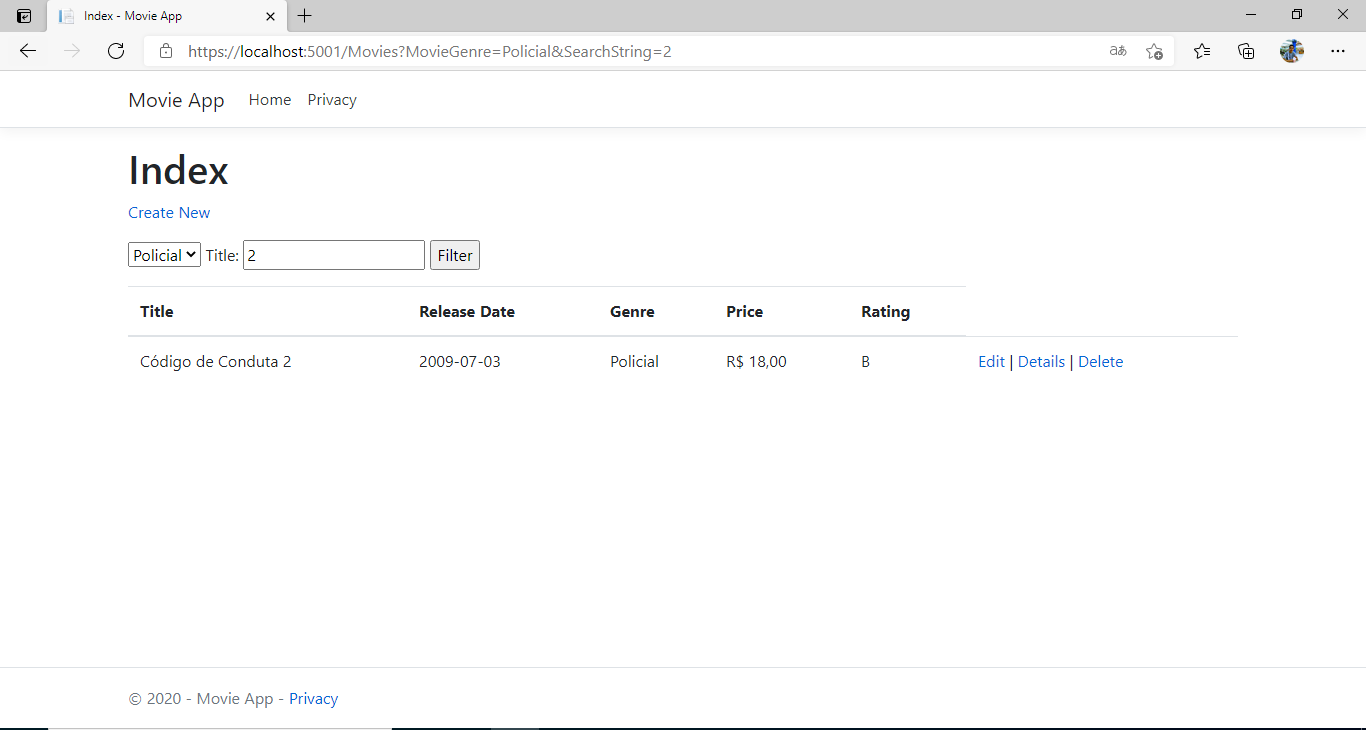 Index - Movie App
https://localhost:5001/Movies?MovieGenre=Policial&SearchString=2 aあ
Movie App Home Privacy
Index
Create New
Policial Title: 2 Filter
Title Release Date Genre Price Rating
Código de Conduta 2 2009-07-03 Policial R$ 18,00 B Edit | Details | Delete
© 2020 - Movie App - Privacy